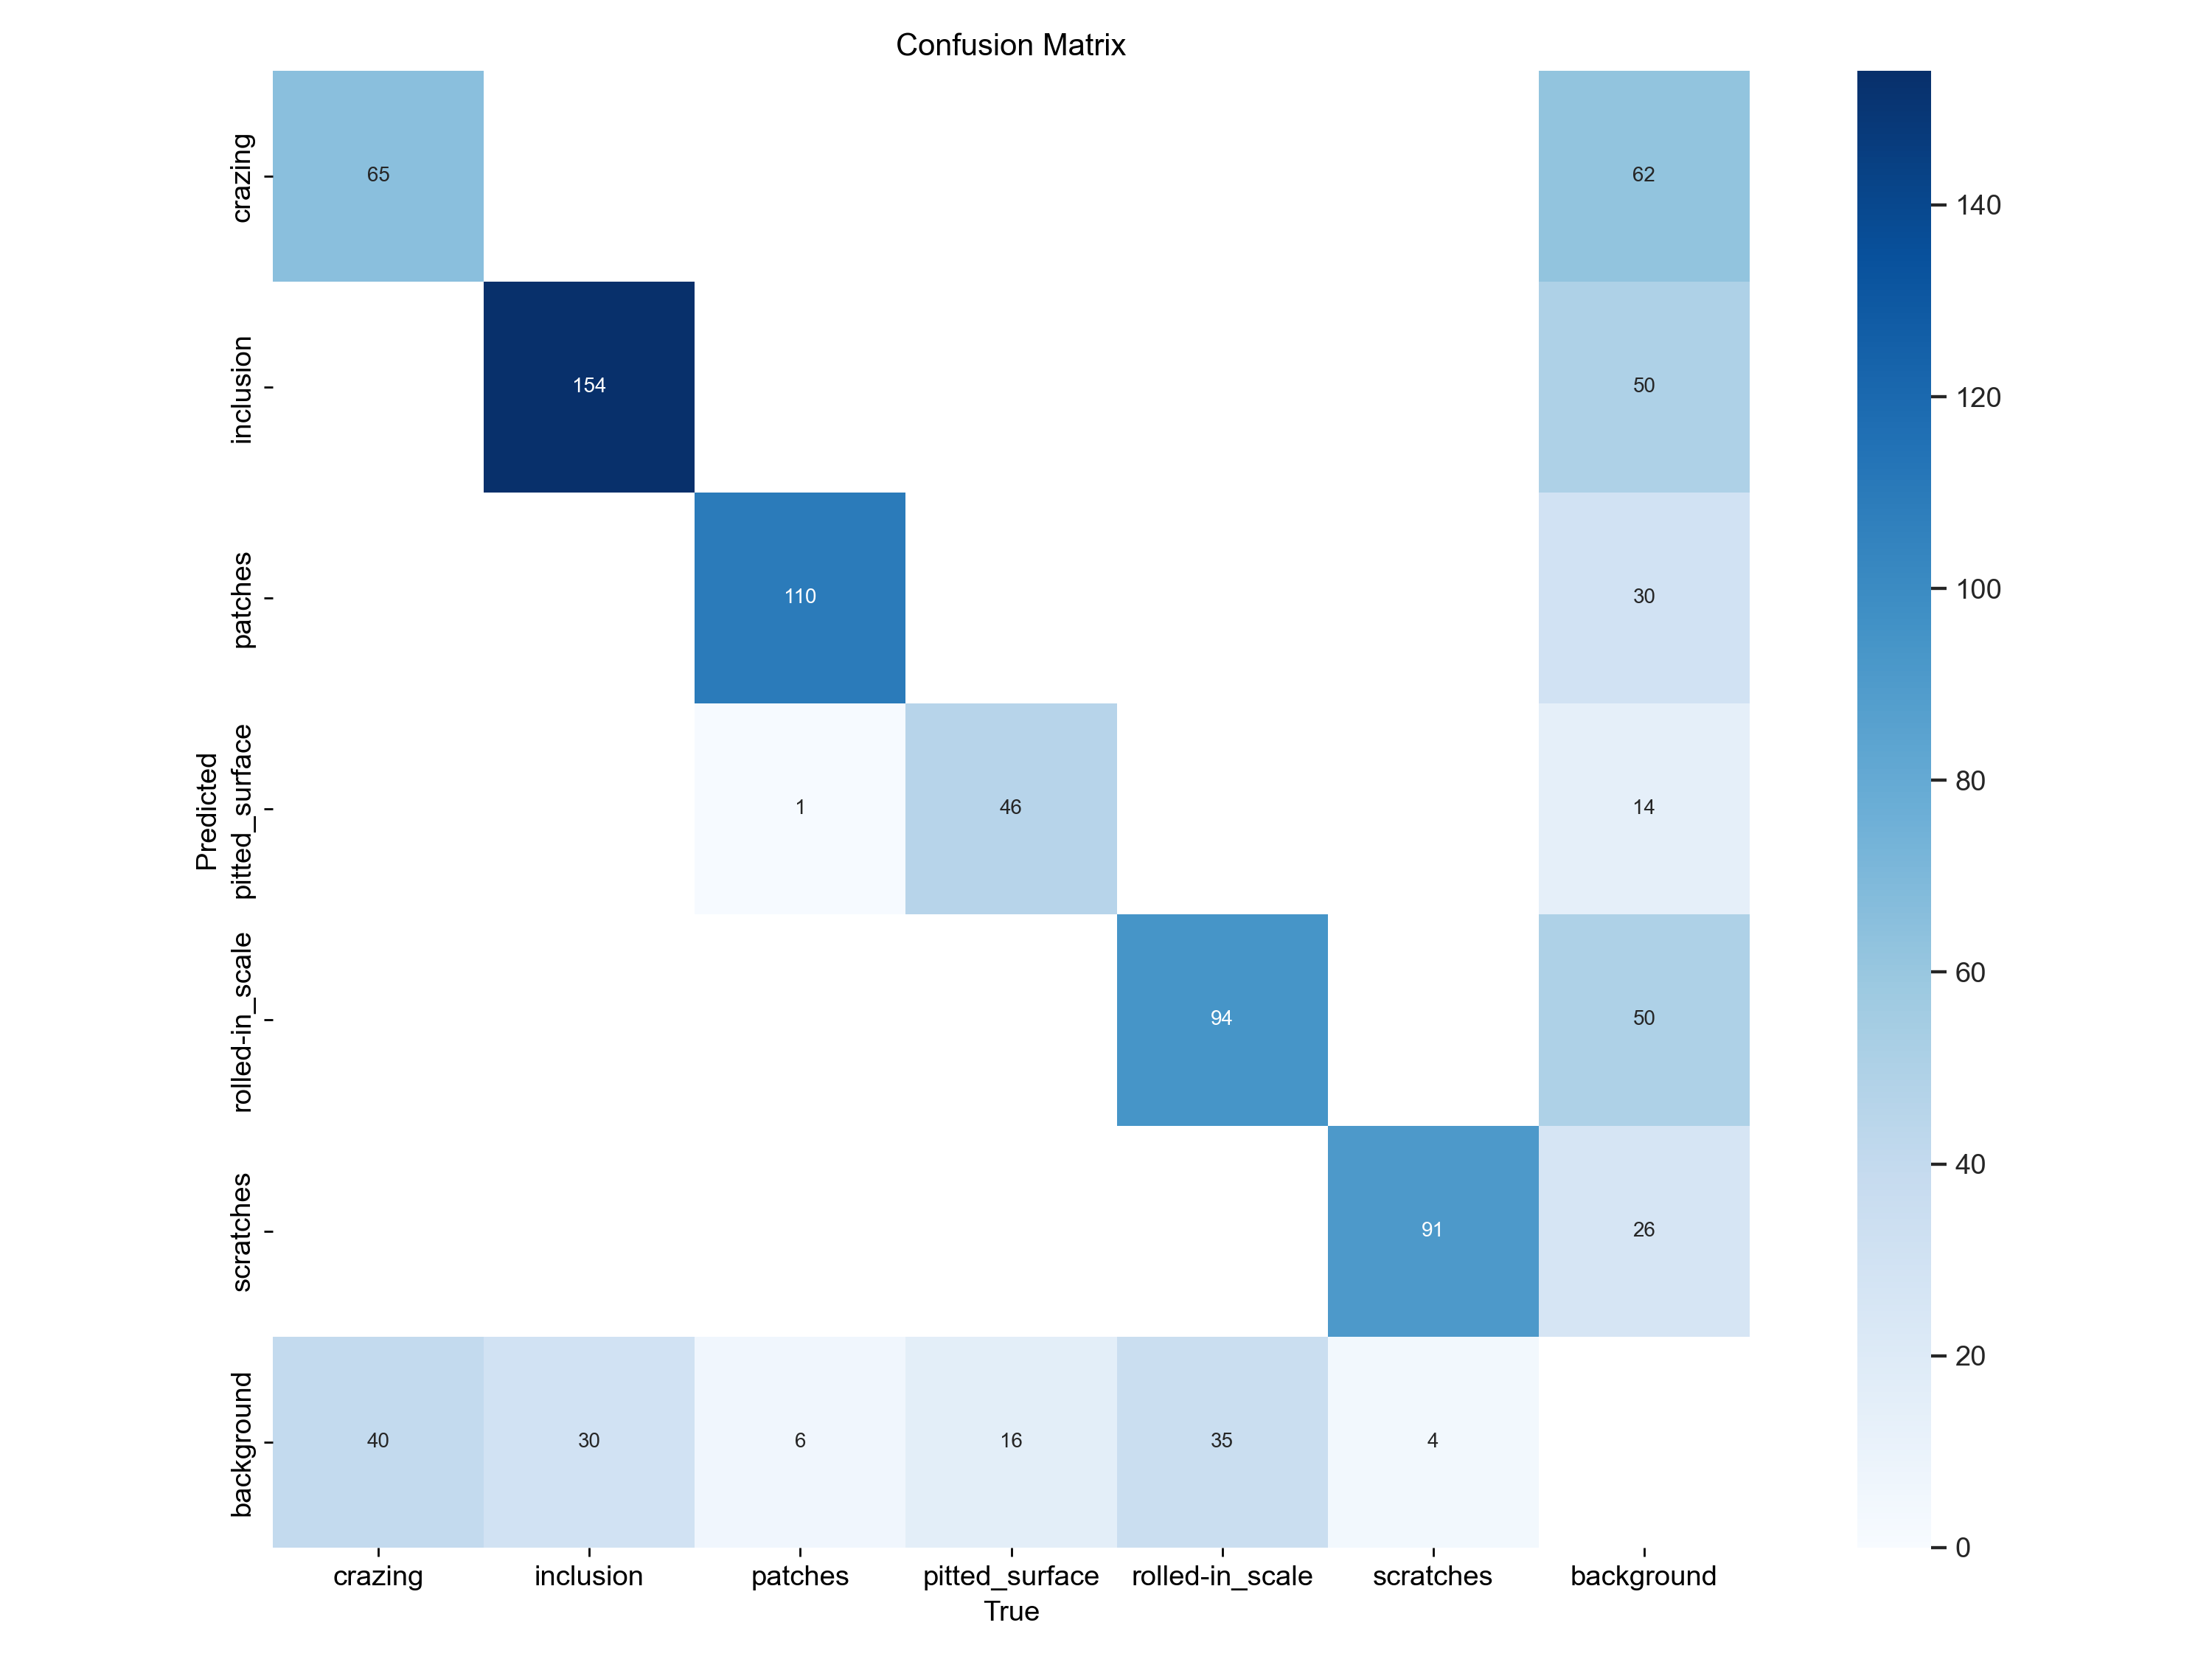 Confusion Matrix
crazing
65
62
140
inclusion
154
50
120
patches
110
30
100
Predicted
pitted_surface
1
46
14
80
rolled-in_scale
94
50
60
scratches
91
26
40
background
40
30
6
16
35
4
20
0
crazing
inclusion
patches
pitted_surface
rolled-in_scale
scratches
background
True